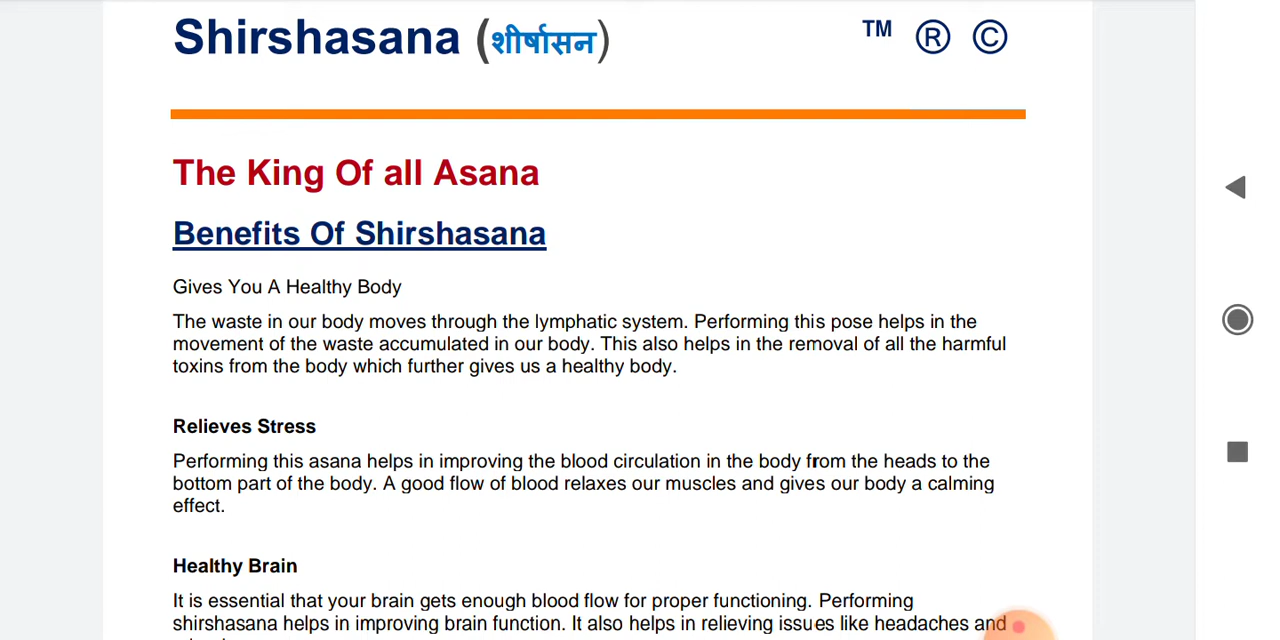 Shirshasana (शीर्षासन) ™ ® ©
The King Of all Asana
Benefits Of Shirshasana
Gives You A Healthy Body
The waste in our body moves through the lymphatic system. Performing this pose helps in the
movement of the waste accumulated in our body. This also helps in the removal of all the harmful
toxins from the body which further gives us a healthy body.
Relieves Stress
Performing this asana helps in improving the blood circulation in the body from the heads to the
bottom part of the body. A good flow of blood relaxes our muscles and gives our body a calming
effect.
Healthy Brain
It is essential that your brain gets enough blood flow for proper functioning. Performing
shirshasana helps in improving brain function. It also helps in relieving issues like headaches and